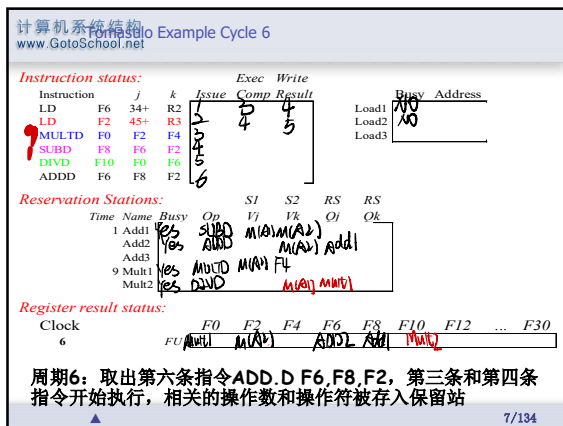 计算机系统结构
Tomasulo Example Cycle 6
www.GotoSchool.net
Instruction status: Exec Write
Instruction j k Issue Comp Result Busy Address
LD F6 34+ R2 1 3 4 Load1 NO
LD F2 45+ R3 2 4 5 Load2 NO
MULTD F0 F2 F4 3 Load3
SUBD F8 F6 F2 4
DIVD F10 F0 F6 5
ADDD F6 F8 F2 6
Reservation Stations: S1 S2 RS RS
Time Name Busy Op Vj Vk Qj Qk
1 Add1 Yes SUBD M(A1) M(A2)
Add2 Yes ADDD M(A2) Add1
Add3
9 Mult1 Yes MULTD M(A2) F4
Mult2 Yes DIVD M(A1) Mult1
Register result status:
Clock F0 F2 F4 F6 F8 F10 F12 ... F30
6 FU Mult1 M(A2) ADD2 Add1 Mult2
周期6：取出第六条指令ADD.D F6,F8,F2，第三条和第四条
指令开始执行，相关的操作数和操作符被存入保留站
7/134